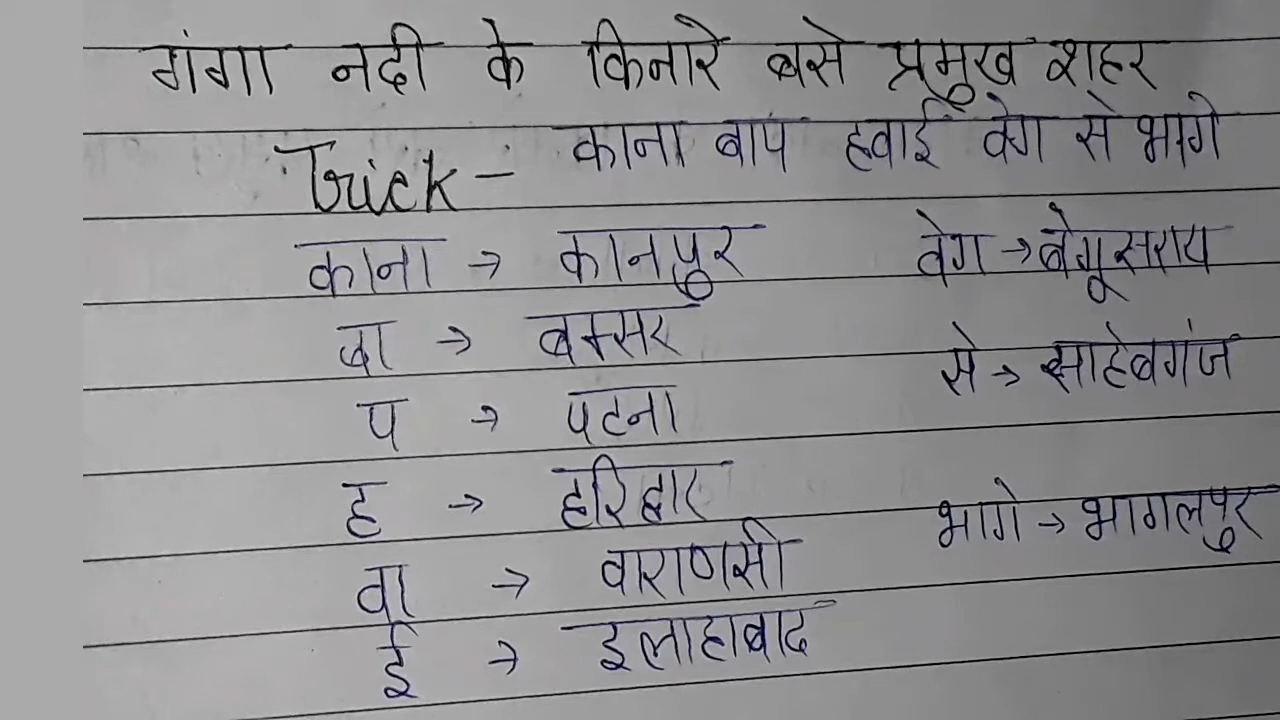 गंगा नदी के किनारे बसे प्रमुख शहर
Trick - काना बाप हवाई वेग से भागे
काना → कानपुर
बा → बक्सर
प → पटना
ह → हरिद्वार
वा → वाराणसी
ई → इलाहाबाद
वेग → बेगूसराय
से → साहेबगंज
भागे → भागलपुर